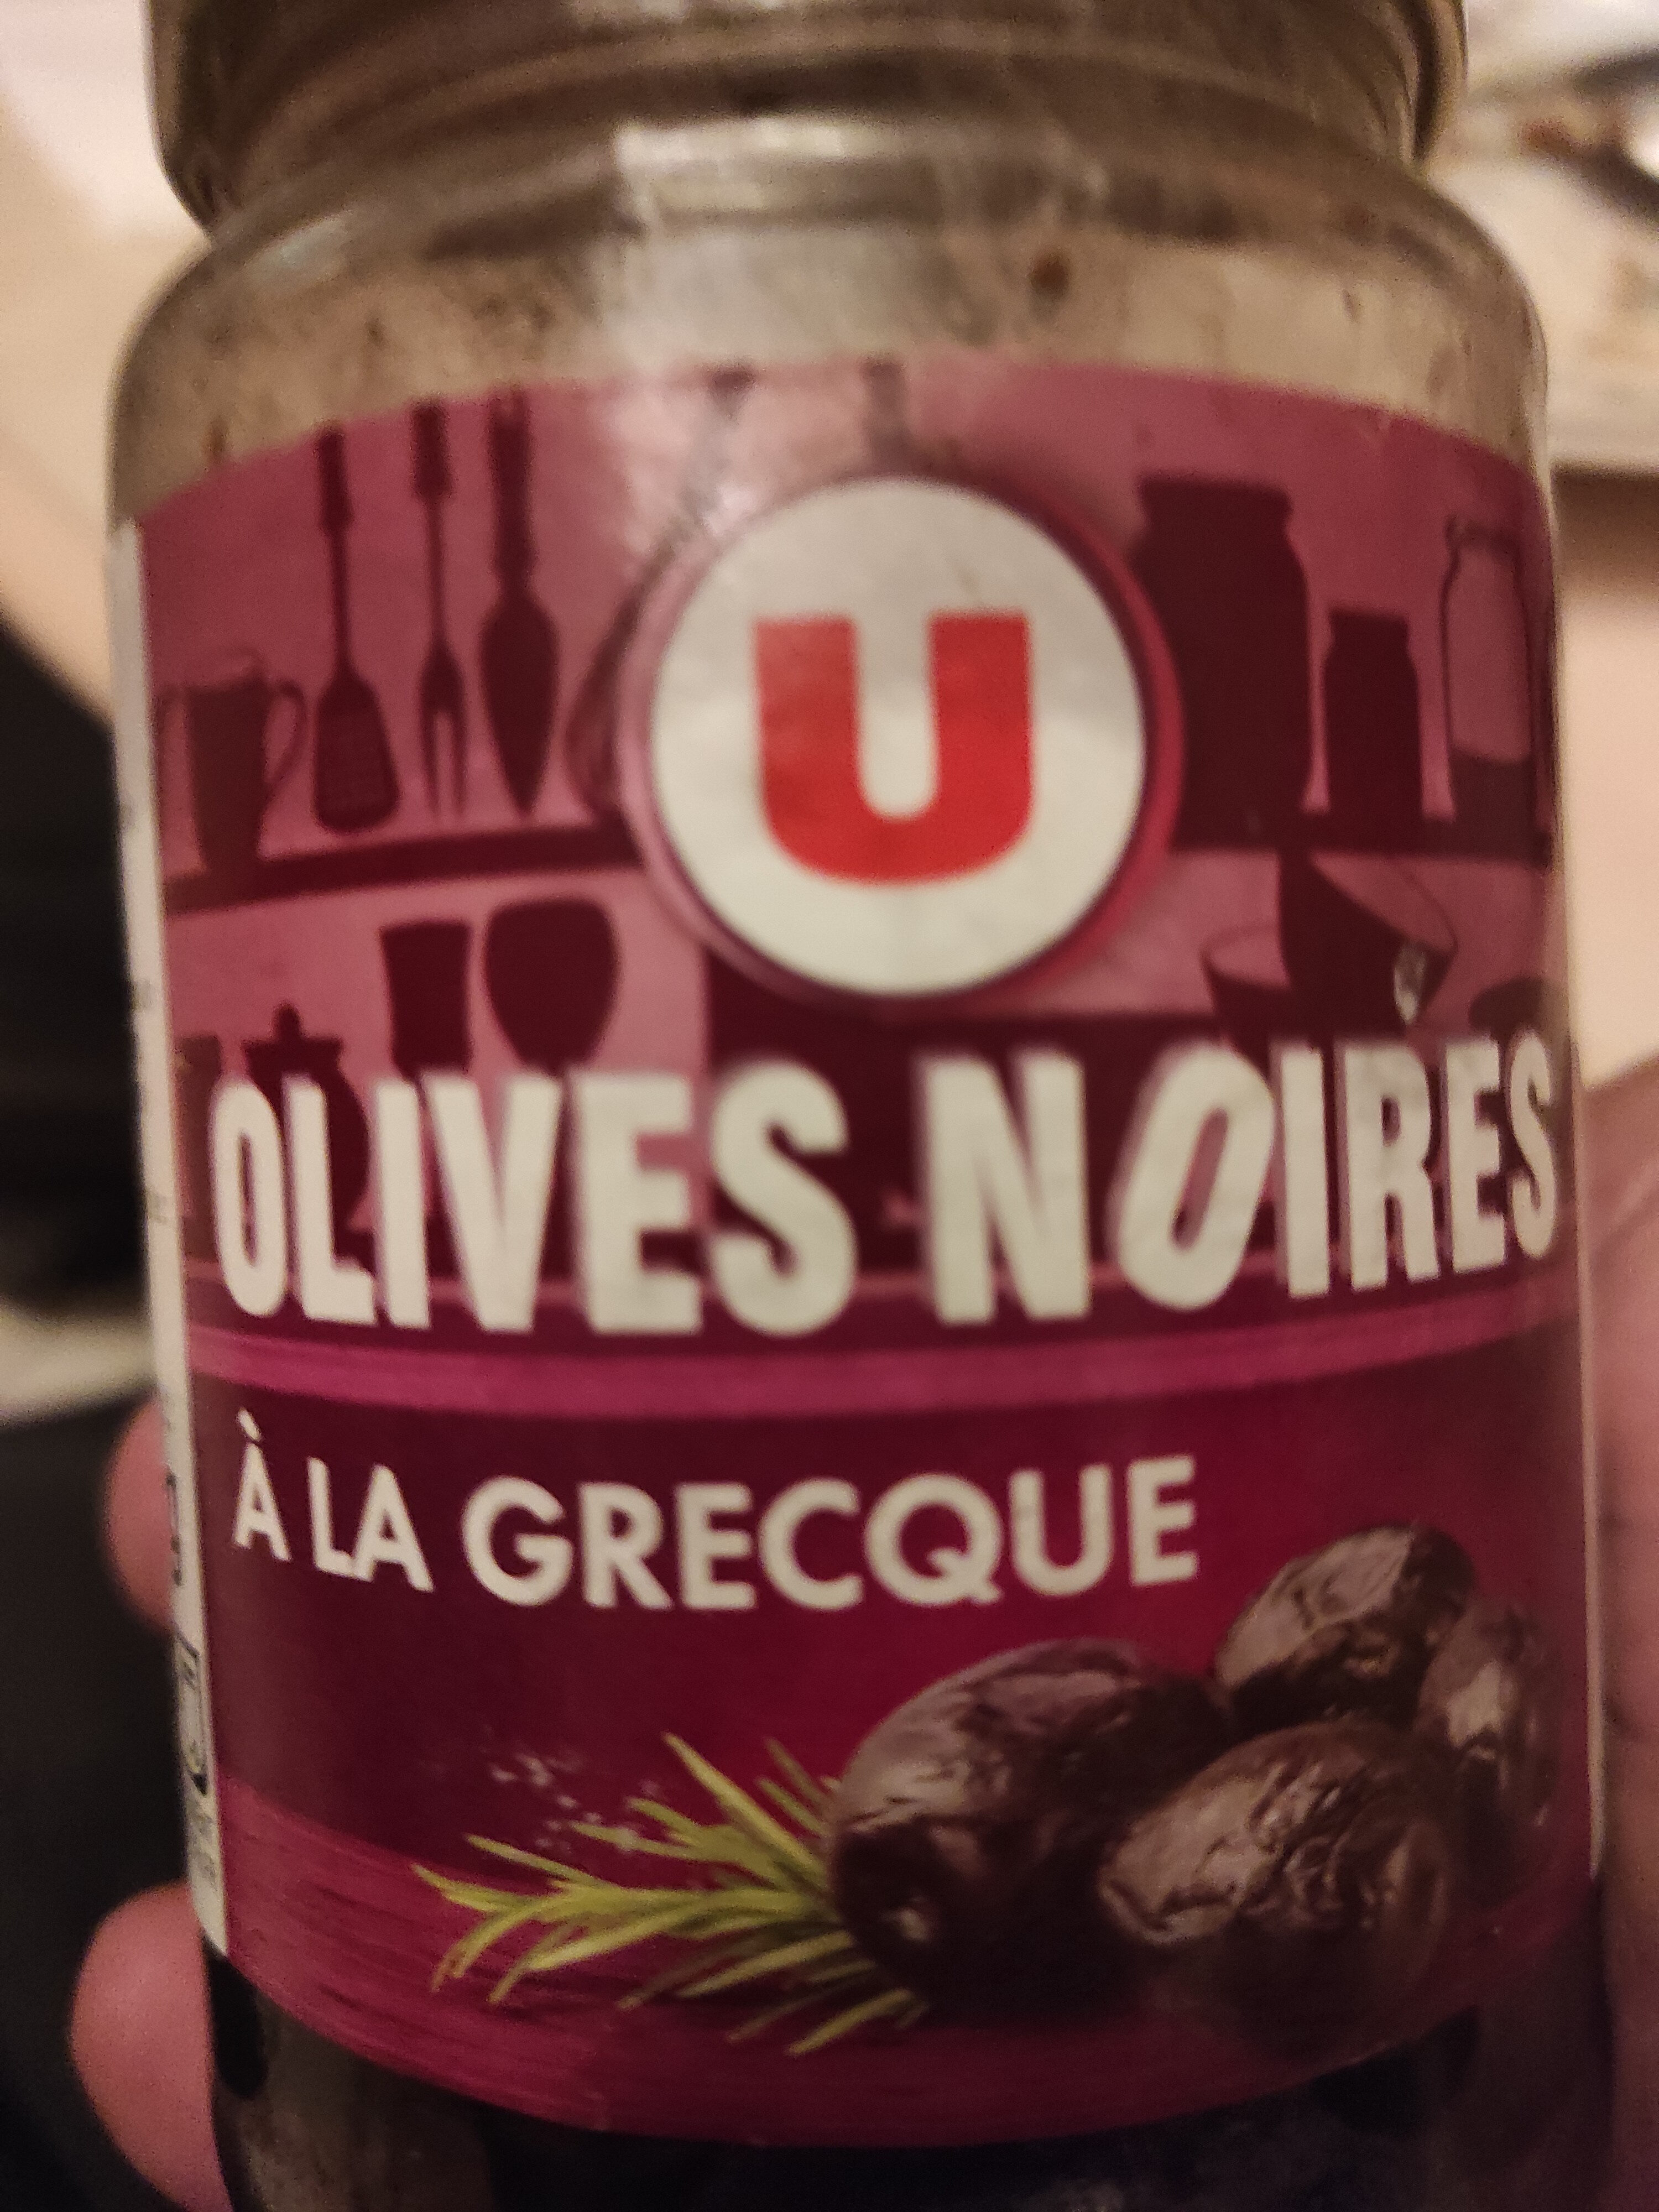 U
OLIVES NOIRES
À LA GRECQUE